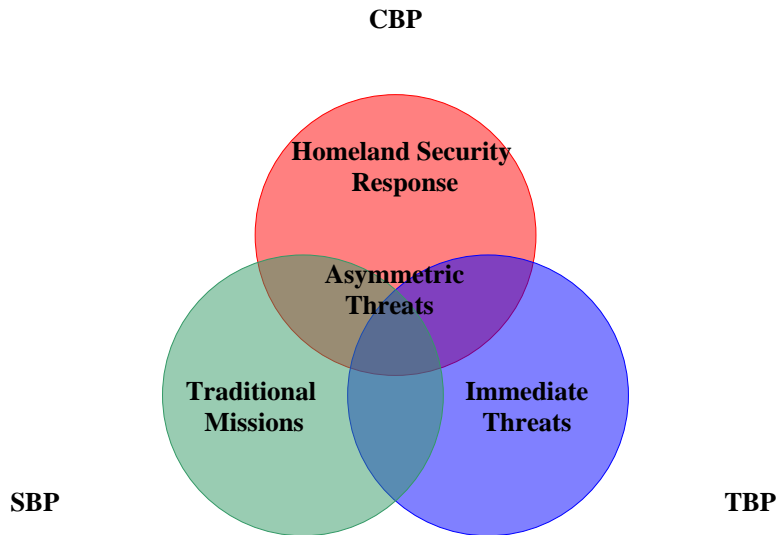 CBP
Homeland Security
Response
Asymmetric
Threats
Traditional
Missions
Immediate
Threats
SBP
TBP